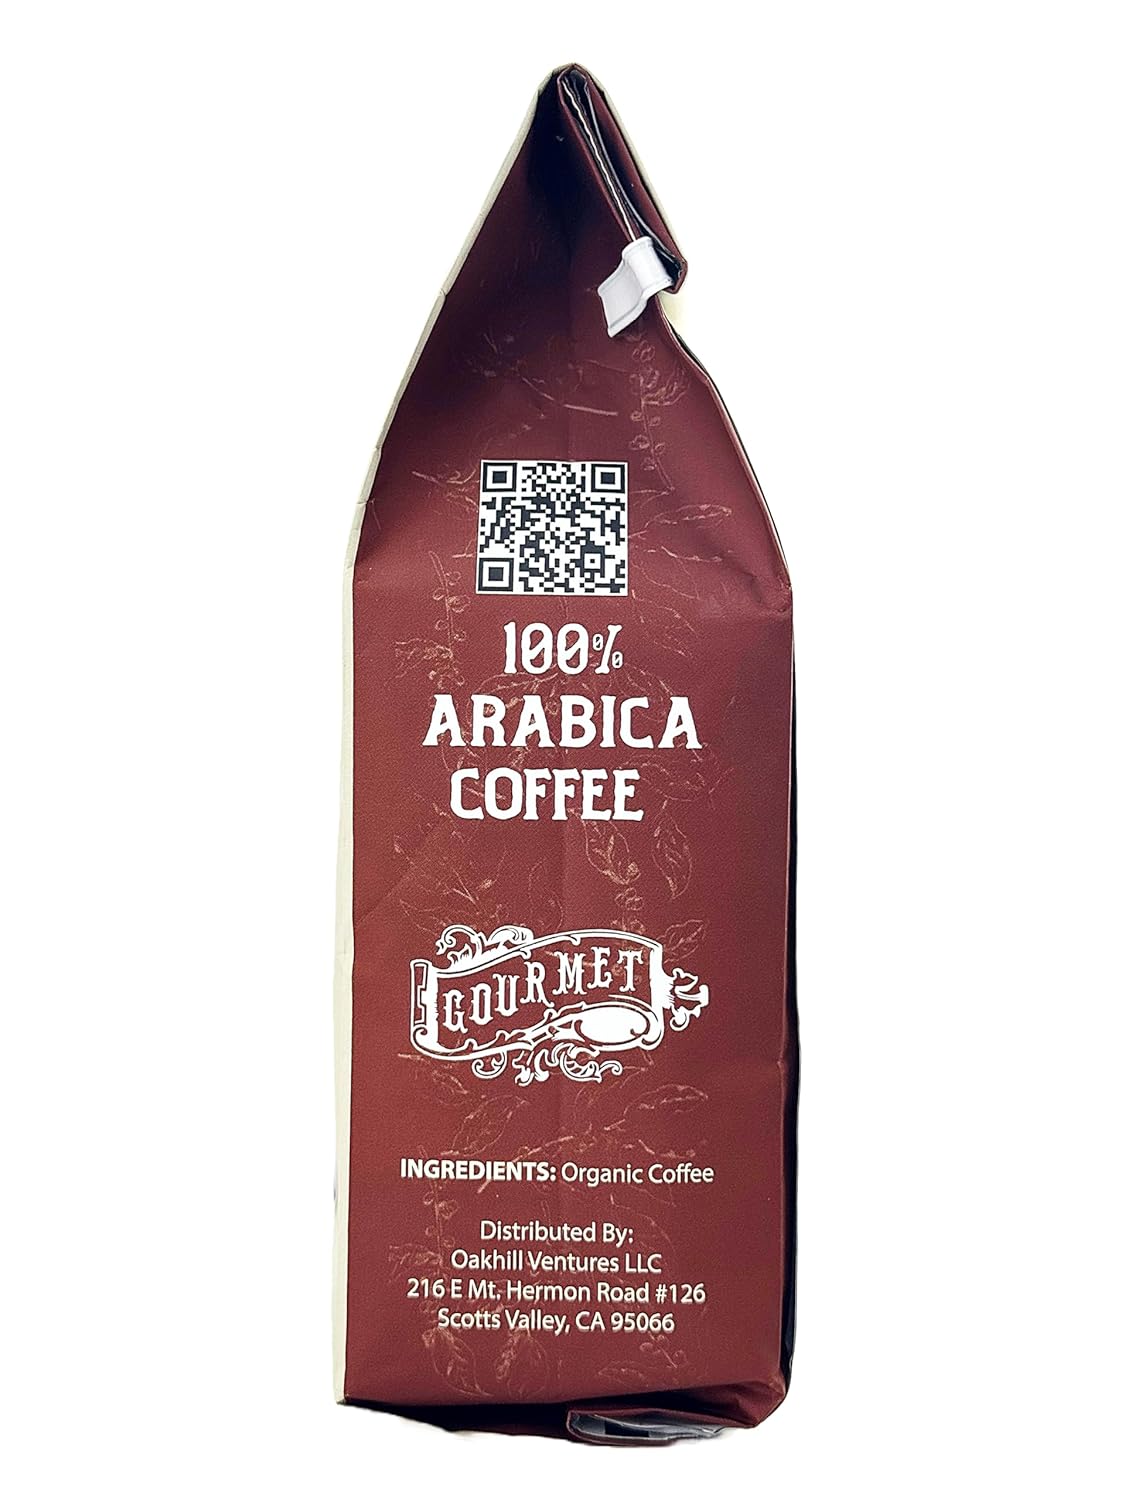 100%
ARABICA
COFFEE
GOURMET
INGREDIENTS: Organic Coffee
Distributed By:
Oakhill Ventures LLC
216 E Mt. Hermon Road #126
Scotts Valley, CA 95066